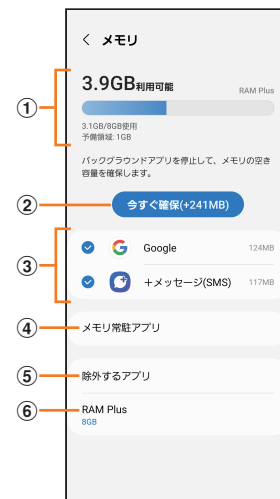 < メモリ
3.9GB利用可能
RAM Plus
①
3.1GB/8GB使用
予備領域: 1GB
バックグラウンドアプリを停止して、メモリの空き
容量を確保します。
② 今すぐ確保(+241MB)
③
Google 124MB
+メッセージ(SMS) 117MB
④ メモリ常駐アプリ
⑤ 除外するアプリ
⑥ RAM Plus
8GB